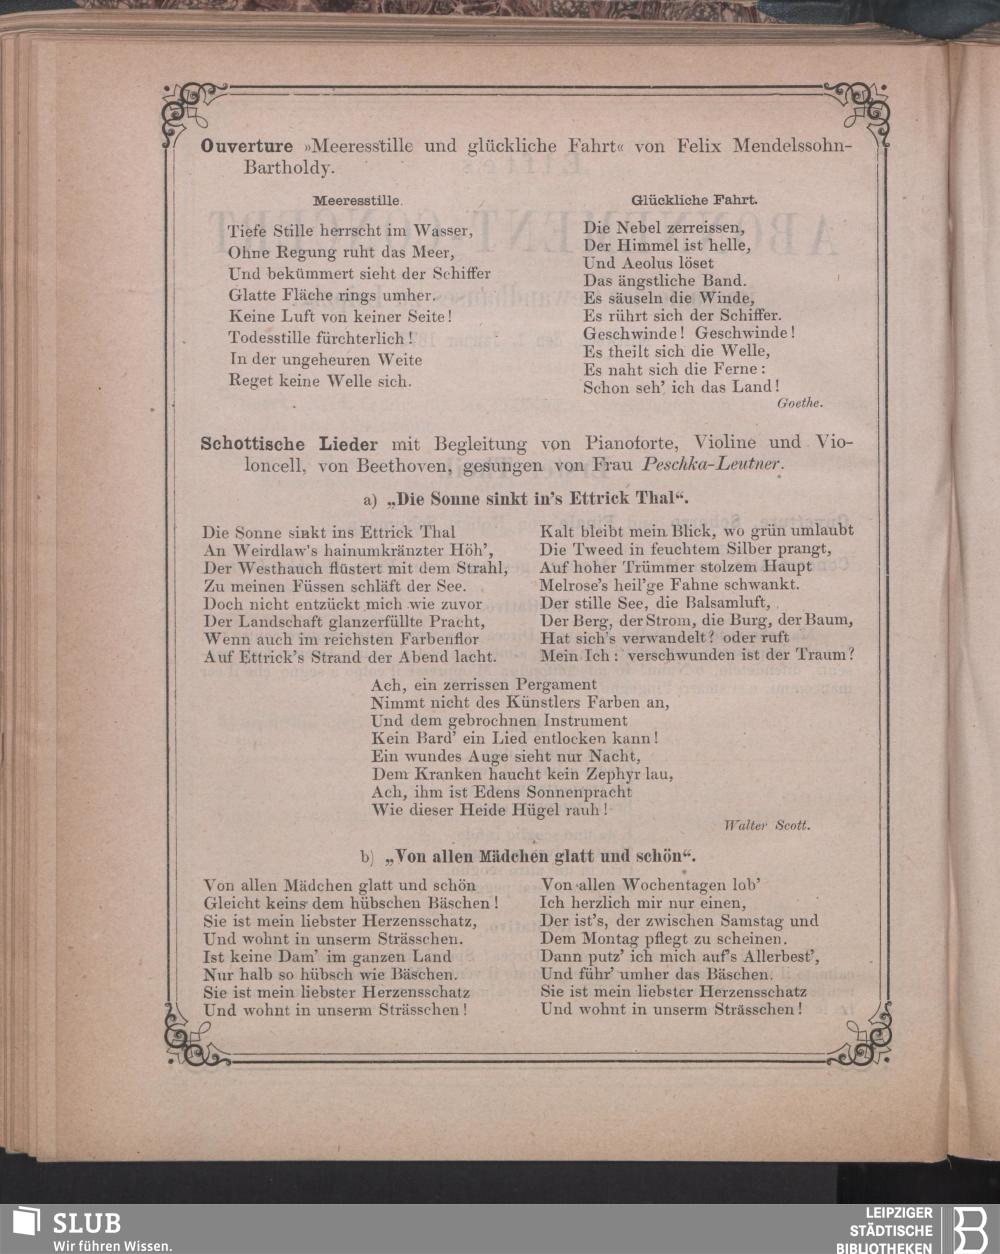 Ouverture »Meeresstille und glückliche Fahrt« von Felix Mendelssohn-
Bartholdy.
Meeresstille.
Tiefe Stille herrscht im Wasser,
Ohne Regung ruht das Meer,
Und bekümmert sieht der Schiffer
Glatte Fläche rings umher.
Keine Luft von keiner Seite!
Todesstille fürchterlich!
In der ungeheuren Weite
Reget keine Welle sich.
Glückliche Fahrt.
Die Nebel zerreissen,
Der Himmel ist helle,
Und Aeolus löset
Das ängstliche Band.
Es säuseln die Winde,
Es rührt sich der Schiffer.
Geschwinde! Geschwinde!
Es theilt sich die Welle,
Es naht sich die Ferne:
Schon seh' ich das Land!
Goethe.
Schottische Lieder mit Begleitung von Pianoforte, Violine und Vio-
loncell, von Beethoven, gesungen von Frau Peschka-Leutner.
a) „Die Sonne sinkt in's Ettrick Thal“.
Die Sonne sinkt ins Ettrick Thal
An Weirdlaw's hainumkränzter Höh',
Der Westhauch flüstert mit dem Strahl,
Zu meinen Füssen schläft der See.
Doch nicht entzückt mich wie zuvor
Der Landschaft glanzerfüllte Pracht,
Wenn auch im reichsten Farbenflor
Auf Ettrick's Strand der Abend lacht.
Kalt bleibt mein Blick, wo grün umlaubt
Die Tweed in feuchtem Silber prangt,
Auf hoher Trümmer stolzem Haupt
Melrose's heil'ge Fahne schwankt.
Der stille See, die Balsamluft,
Der Berg, der Strom, die Burg, der Baum,
Hat sich's verwandelt? oder ruft
Mein Ich: verschwunden ist der Traum?
Ach, ein zerrissen Pergament
Nimmt nicht des Künstlers Farben an,
Und dem gebrochnen Instrument
Kein Bard' ein Lied entlocken kann!
Ein wundes Auge sieht nur Nacht,
Dem Kranken haucht kein Zephyr lau,
Ach, ihm ist Edens Sonnenpracht
Wie dieser Heide Hügel rauh!
Walter Scott.
b) „Von allen Mädchen glatt und schön“.
Von allen Mädchen glatt und schön
Gleicht keins dem hübschen Bäschen!
Sie ist mein liebster Herzensschatz,
Und wohnt in unserm Strässchen.
Ist keine Dam' im ganzen Land
Nur halb so hübsch wie Bäschen.
Sie ist mein liebster Herzensschatz
Und wohnt in unserm Strässchen!
Von allen Wochentagen lob'
Ich herzlich mir nur einen,
Der ist's, der zwischen Samstag und
Dem Montag pflegt zu scheinen.
Dann putz' ich mich auf's Allerbest',
Und führ' umher das Bäschen.
Sie ist mein liebster Herzensschatz
Und wohnt in unserm Strässchen!
SLUB
Wir führen Wissen.
LEIPZIGER
STÄDTISCHE
BIBLIOTHEKEN